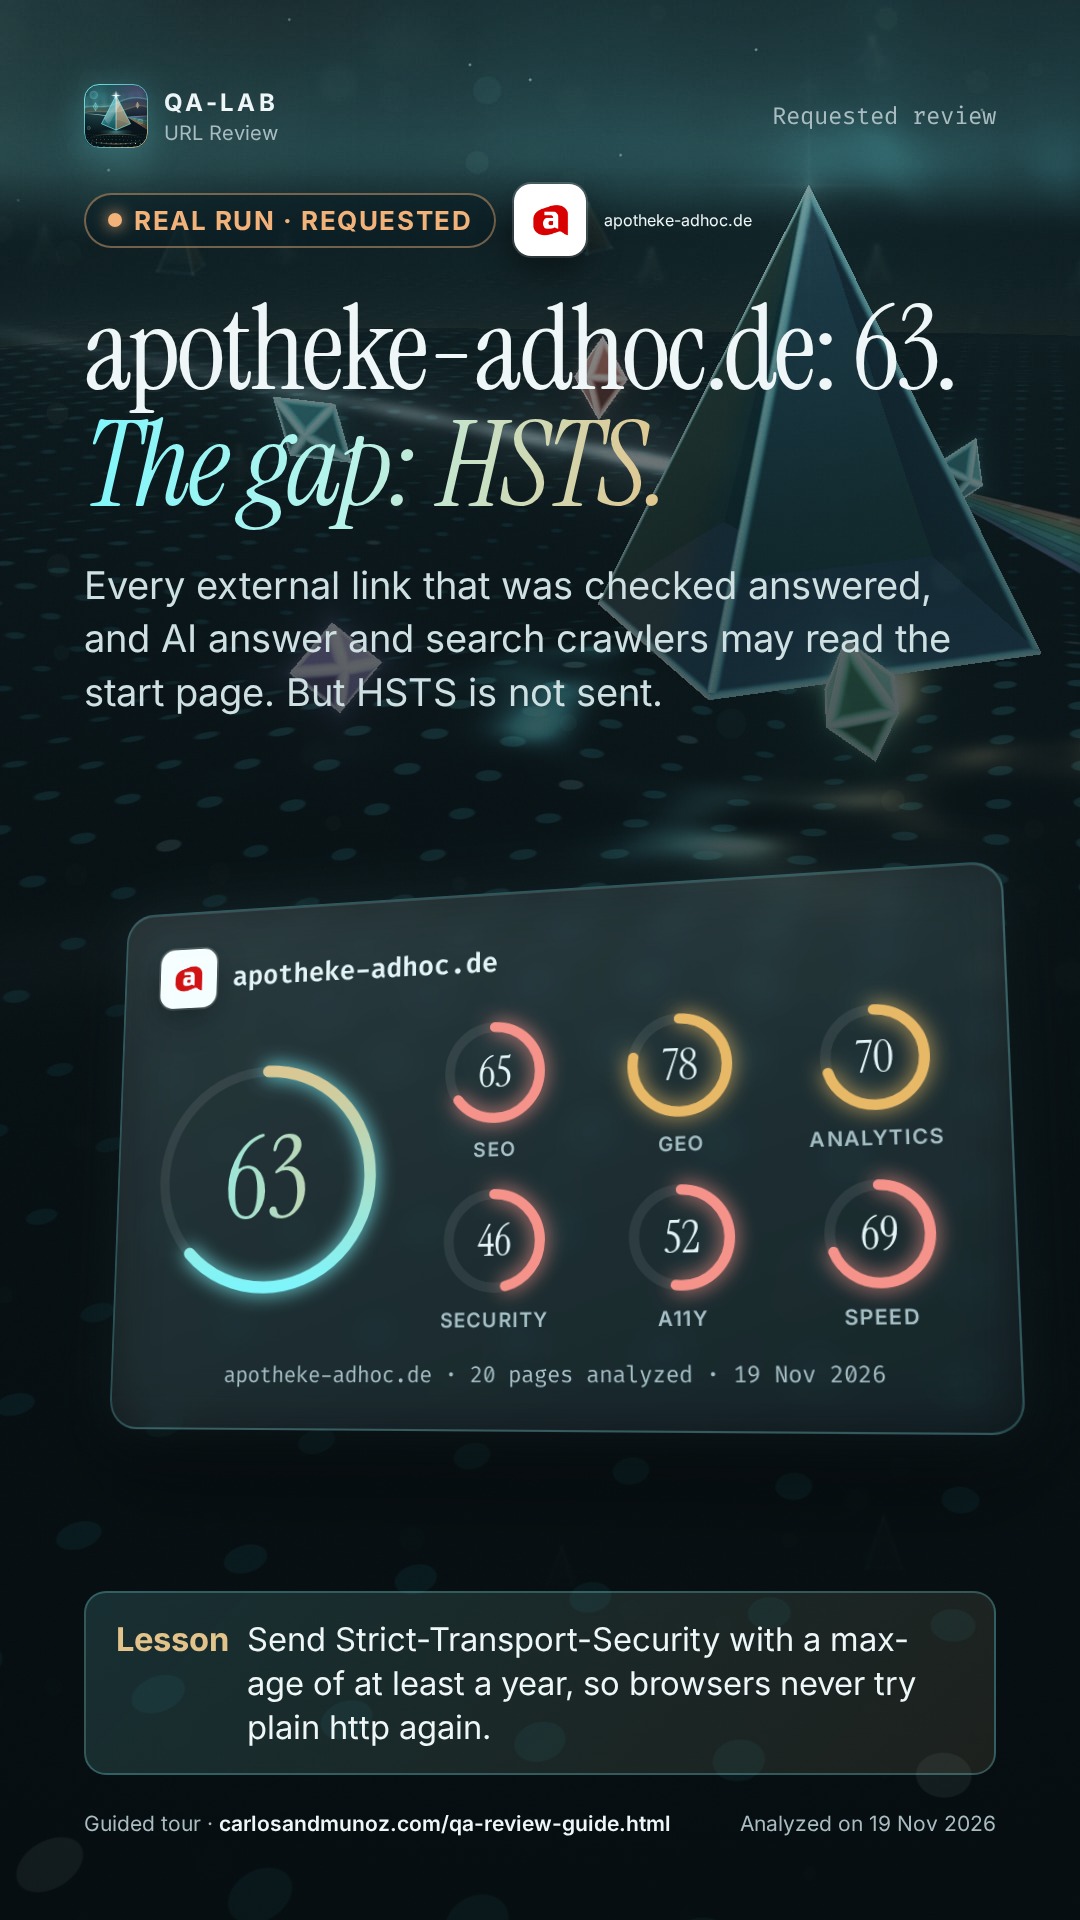 QA-LAB
URL Review
Requested review
REAL RUN · REQUESTED
a
apotheke-adhoc.de
apotheke-adhoc.de: 63.
The gap: HSTS.
Every external link that was checked answered,
and AI answer and search crawlers may read the
start page. But HSTS is not sent.
a
apotheke-adhoc.de
63
65
SEO
78
GEO
70
ANALYTICS
46
SECURITY
52
A11Y
69
SPEED
apotheke-adhoc.de · 20 pages analyzed · 19 Nov 2026
Lesson Send Strict-Transport-Security with a max-
age of at least a year, so browsers never try
plain http again.
Guided tour · carlosandmunoz.com/qa-review-guide.html
Analyzed on 19 Nov 2026